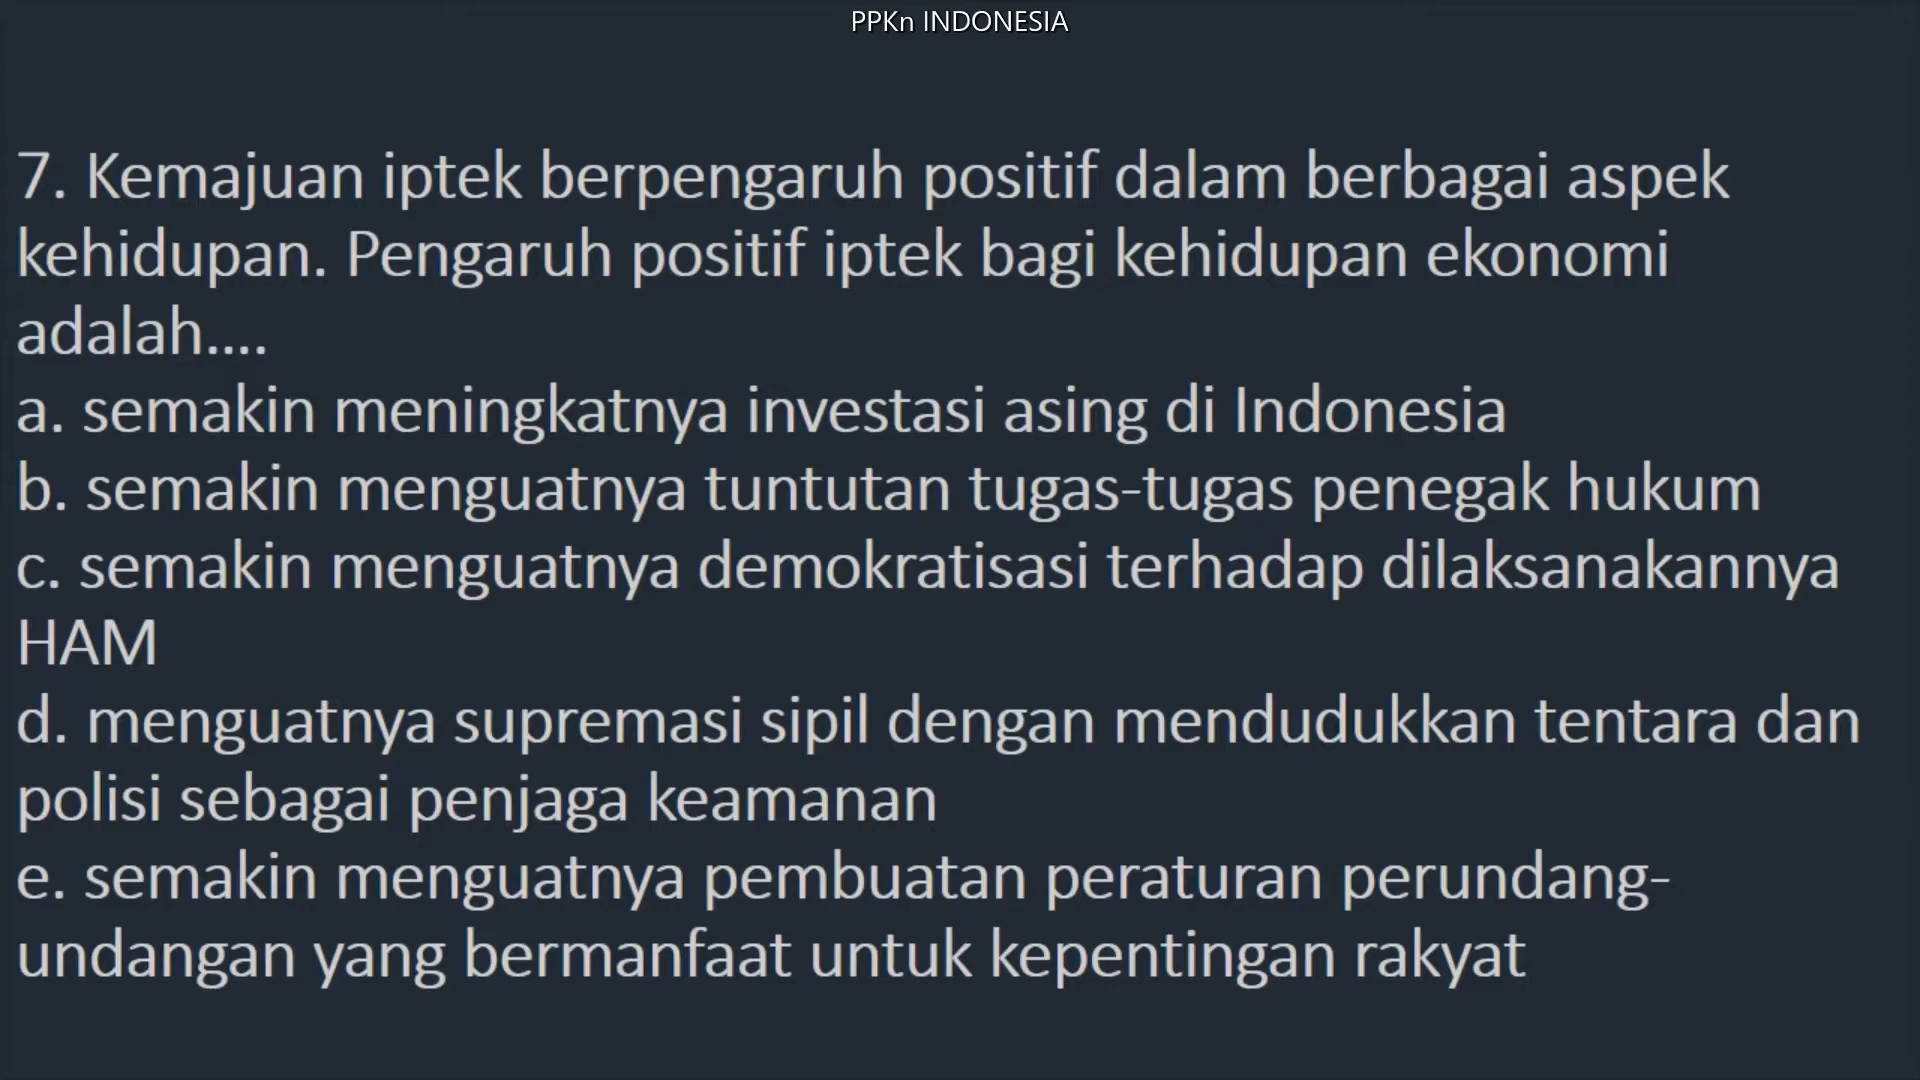 PPKn INDONESIA
7. Kemajuan iptek berpengaruh positif dalam berbagai aspek
kehidupan. Pengaruh positif iptek bagi kehidupan ekonomi
adalah....
a. semakin meningkatnya investasi asing di Indonesia
b. semakin menguatnya tuntutan tugas-tugas penegak hukum
c. semakin menguatnya demokratisasi terhadap dilaksanakannya
HAM
d. menguatnya supremasi sipil dengan mendudukkan tentara dan
polisi sebagai penjaga keamanan
e. semakin menguatnya pembuatan peraturan perundang-
undangan yang bermanfaat untuk kepentingan rakyat